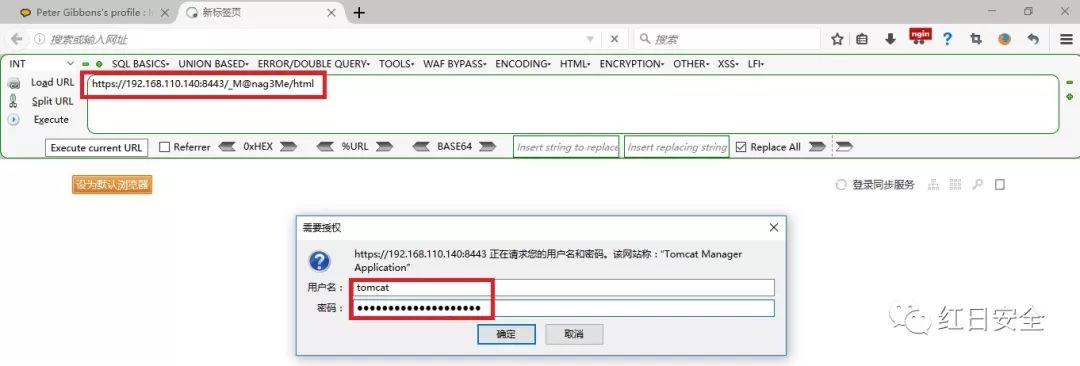 Peter Gibbons's profile : I
新标签页
搜索或输入网址
搜索
ngin
INT
SQL BASICS UNION BASED ERROR/DOUBLE QUERY TOOLS WAF BYPASS ENCODING HTML ENCRYPTION OTHER XSS LFI
Load URL
https://192.168.110.140:8443/_M@nag3Me/html
Split URL
Execute
Execute current URL
Referrer
0xHEX
%URL
BASE64
Insert string to replace
Insert replacing string
Replace All
设为默认浏览器
登录同步服务
需要授权
https://192.168.110.140:8443 正在请求您的用户名和密码。该网站称：“Tomcat Manager
Application”
用户名：
tomcat
密码：
●●●●●●●●●●●●●●●●●●●●
确定
取消
红日安全